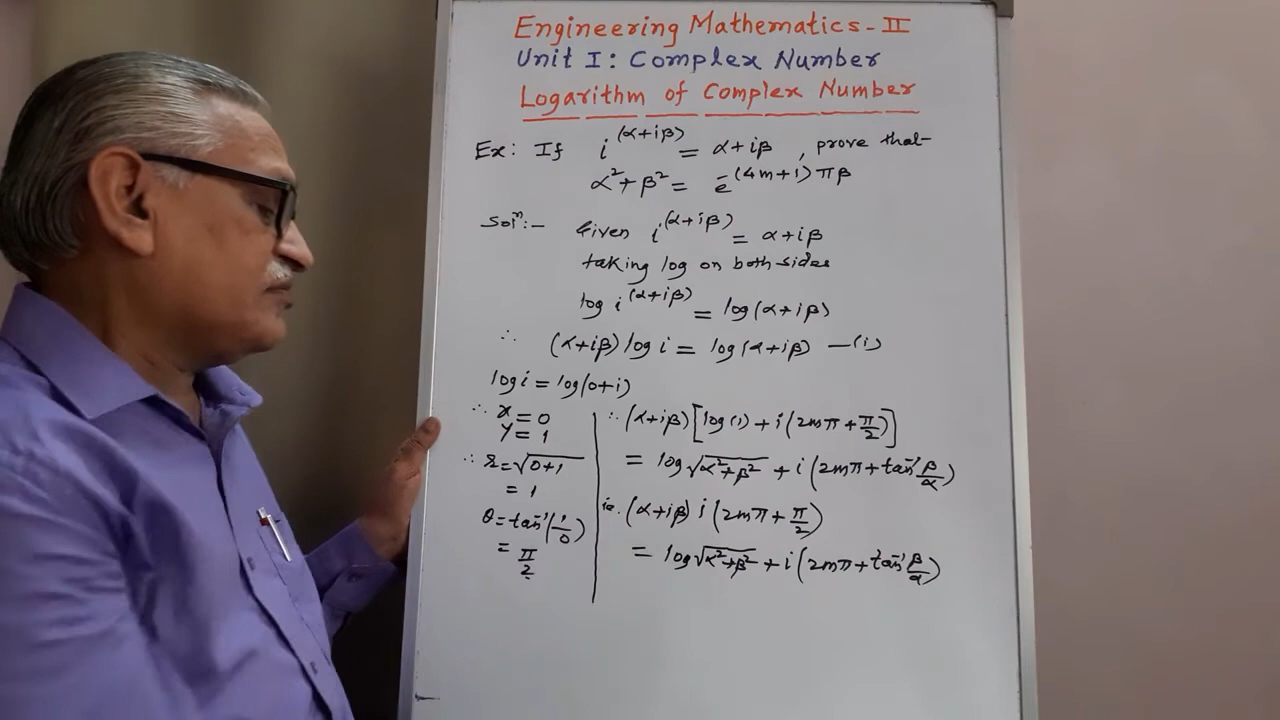 Engineering Mathematics-II
Unit I: Complex Number
Logarithm of Complex Number
Ex: If i^(α+iβ) = α+iβ, prove that
α²+β² = e^-(4m+1)πβ
Solⁿ:- Given i^(α+iβ) = α+iβ
taking log on both sides
log i^(α+iβ) = log(α+iβ)
∴ (α+iβ) log i = log(α+iβ) —(i)
log i = log(0+i)
∴ x = 0
y = 1
∴ r = √(0+1)
= 1
θ = tan⁻¹(1/0)
= π/2
∴ (α+iβ)[log(1) + i(2mπ + π/2)]
= log√(α²+β²) + i(2mπ + tan⁻¹ β/α)
ie. (α+iβ) i(2mπ + π/2)
= log√(α²+β²) + i(2mπ + tan⁻¹ β/α)